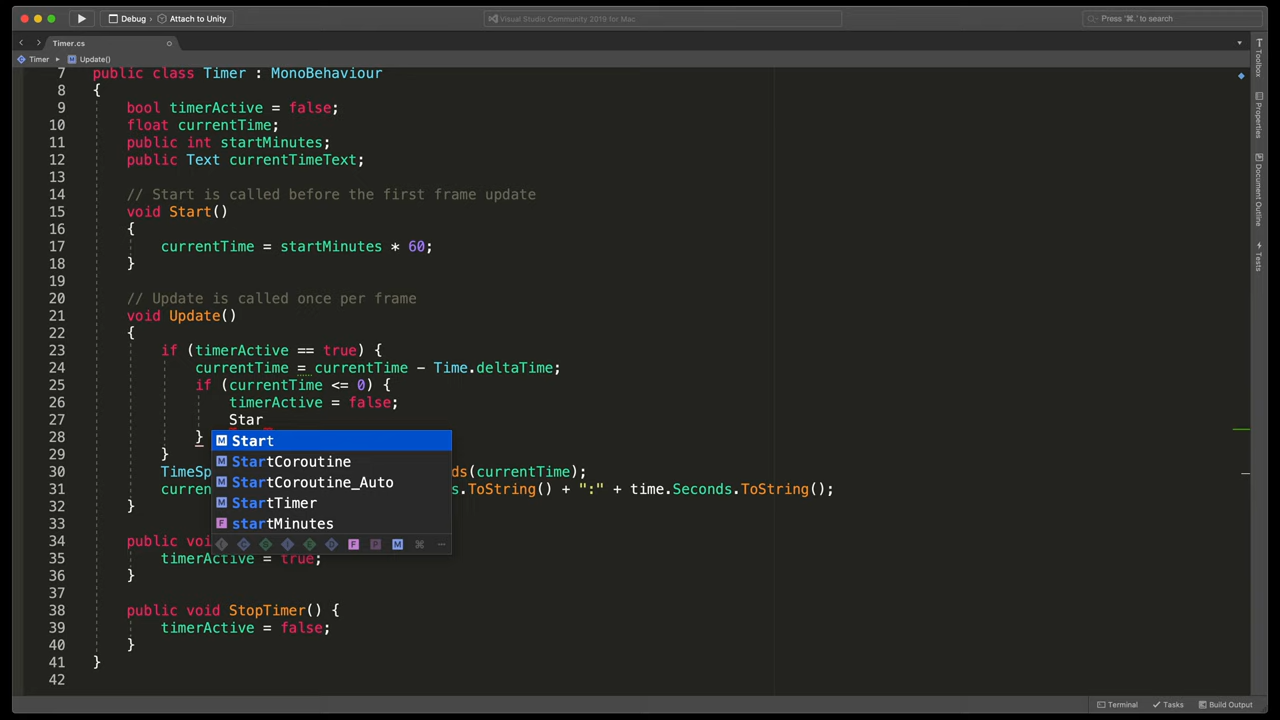 Debug › Attach to Unity
Visual Studio Community 2019 for Mac
Press '⌘.' to search
Timer.cs
Timer ▸ Update()
7 public class Timer : MonoBehaviour
8 {
9 bool timerActive = false;
10 float currentTime;
11 public int startMinutes;
12 public Text currentTimeText;
13
14 // Start is called before the first frame update
15 void Start()
16 {
17 currentTime = startMinutes * 60;
18 }
19
20 // Update is called once per frame
21 void Update()
22 {
23 if (timerActive == true) {
24 currentTime = currentTime - Time.deltaTime;
25 if (currentTime <= 0) {
26 timerActive = false;
27 Star
28 }
29 }
30 TimeSp ds(currentTime);
31 curren s.ToString() + ":" + time.Seconds.ToString();
32 }
33
34 public voi
35 timerActive = true;
36 }
37
38 public void StopTimer() {
39 timerActive = false;
40 }
41 }
42
Start
StartCoroutine
StartCoroutine_Auto
StartTimer
startMinutes
Toolbox
Properties
Document Outline
Tests
Terminal
Tasks
Build Output